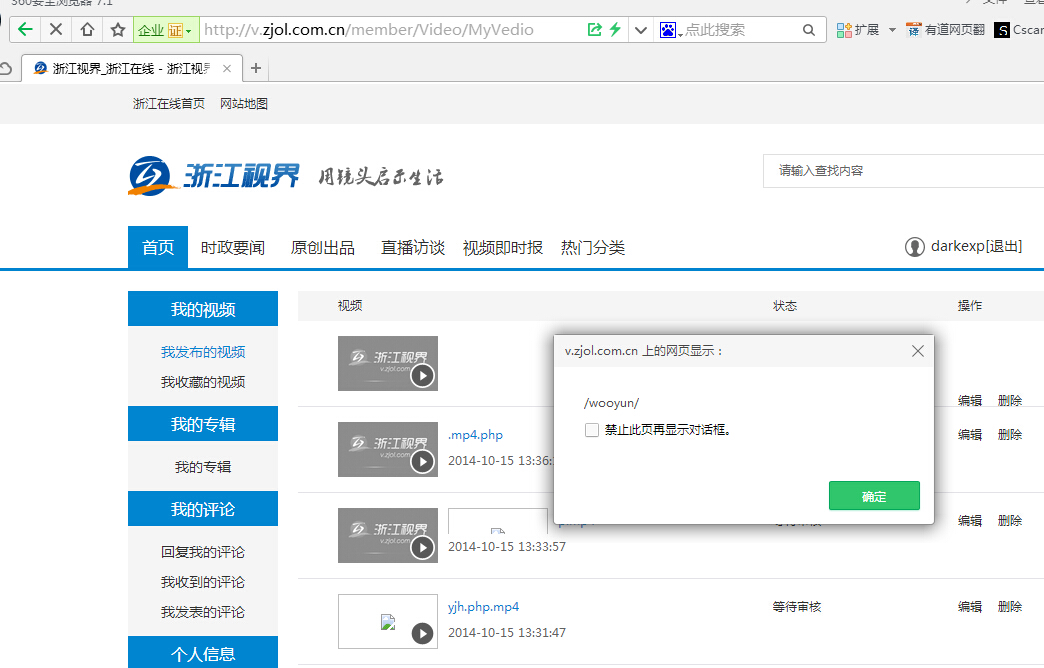 360安全浏览器 7.1
企业 证 http://v.zjol.com.cn/member/Video/MyVedio 点此搜索 扩展 译 有道网页翻 S Cscan
浙江视界_浙江在线 - 浙江视界
浙江在线首页 网站地图
浙江视界 用镜头启示生活 请输入查找内容
首页 时政要闻 原创出品 直播访谈 视频即时报 热门分类 darkexp[退出]
我的视频
我发布的视频
我收藏的视频
我的专辑
我的专辑
我的评论
回复我的评论
我收到的评论
我发表的评论
个人信息
视频 状态 操作
浙江视界
v.zjol.com
编辑 删除
浙江视界
v.zjol.com
.mp4.php
2014-10-15 13:36:
编辑 删除
浙江视界
v.zjol.com
2014-10-15 13:33:57
编辑 删除
yjh.php.mp4
2014-10-15 13:31:47
等待审核
编辑 删除
v.zjol.com.cn 上的网页显示：
/wooyun/
禁止此页再显示对话框。
确定